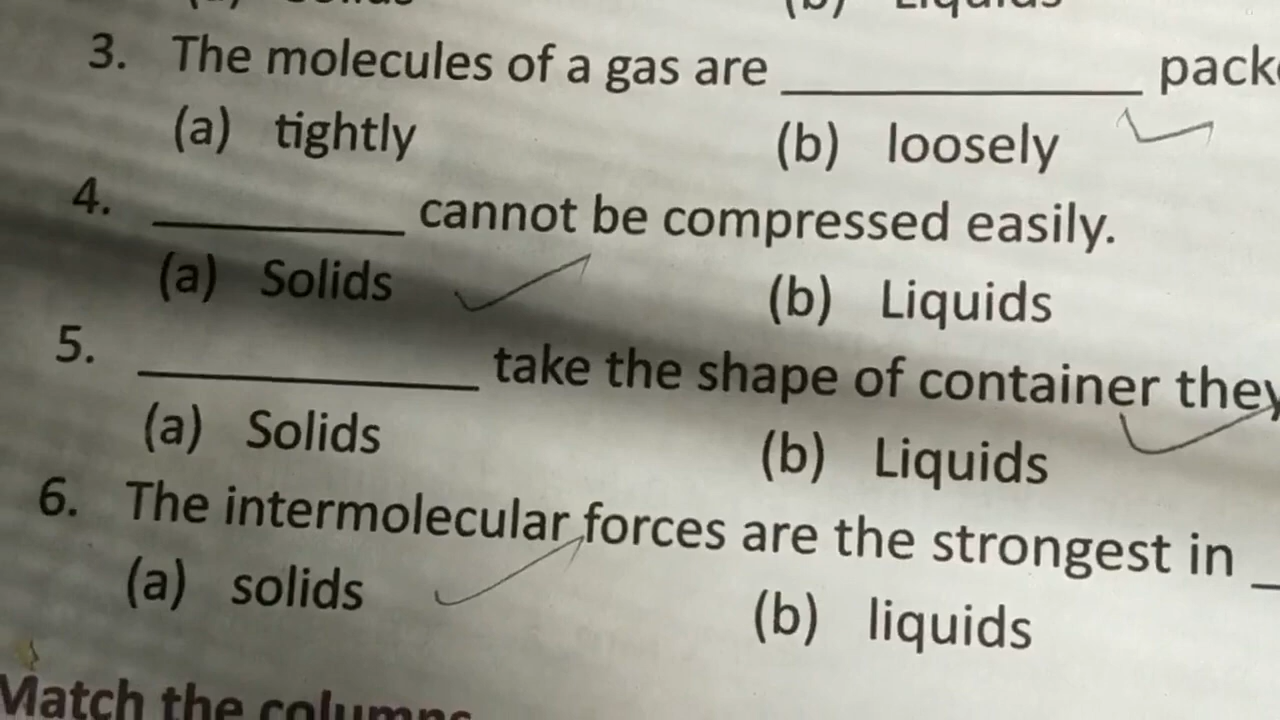 3. The molecules of a gas are ____________ pack
(a) tightly (b) loosely
4. ____________ cannot be compressed easily.
(a) Solids (b) Liquids
5. ____________ take the shape of container they
(a) Solids (b) Liquids
6. The intermolecular forces are the strongest in _
(a) solids (b) liquids
Match the columns